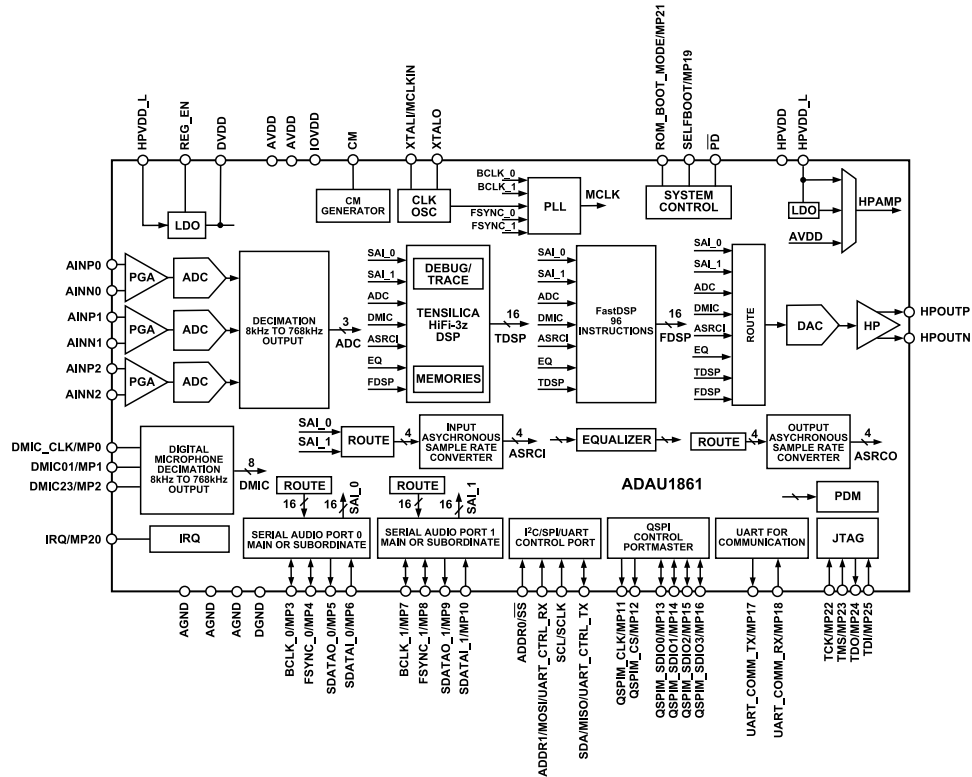 HPVDD_L
REG_EN
DVDD
AVDD
AVDD
IOVDD
CM
XTALI/MCLKIN
XTALO
ROM_BOOT_MODE/MP21
SELFBOOT/MP19
PD
HPVDD
HPVDD_L
LDO
CM
GENERATOR
CLK
OSC
BCLK_0
BCLK_1
FSYNC_0
FSYNC_1
PLL
MCLK
SYSTEM
CONTROL
LDO
AVDD
HPAMP
AINP0
AINN0
AINP1
AINN1
AINP2
AINN2
PGA
ADC
PGA
ADC
PGA
ADC
DECIMATION
8kHz TO 768kHz
OUTPUT
3
ADC
SAI_0
SAI_1
ADC
DMIC
ASRCI
EQ
FDSP
DEBUG/
TRACE
TENSILICA
HiFi-3z
DSP
MEMORIES
16
TDSP
SAI_0
SAI_1
ADC
DMIC
ASRCI
EQ
TDSP
FastDSP
96
INSTRUCTIONS
16
FDSP
SAI_0
SAI_1
ADC
DMIC
ASRCI
EQ
TDSP
FDSP
ROUTE
DAC
HP
HPOUTP
HPOUTN
DMIC_CLK/MP0
DMIC01/MP1
DMIC23/MP2
DIGITAL
MICROPHONE
DECIMATION
8kHz TO 768kHz
OUTPUT
8
DMIC
SAI_0
SAI_1
ROUTE
4
INPUT
ASYCHRONOUS
SAMPLE RATE
CONVERTER
4
ASRCI
EQUALIZER
ROUTE
4
OUTPUT
ASYCHRONOUS
SAMPLE RATE
CONVERTER
4
ASRCO
ADAU1861
PDM
IRQ/MP20
IRQ
ROUTE
16
16
SAI_0
SERIAL AUDIO PORT 0
MAIN OR SUBORDINATE
ROUTE
16
16
SAI_1
SERIAL AUDIO PORT 1
MAIN OR SUBORDINATE
I2C/SPI/UART
CONTROL PORT
QSPI
CONTROL
PORTMASTER
UART FOR
COMMUNICATION
JTAG
AGND
AGND
AGND
DGND
BCLK_0/MP3
FSYNC_0/MP4
SDATAO_0/MP5
SDATAI_0/MP6
BCLK_1/MP7
FSYNC_1/MP8
SDATAO_1/MP9
SDATAI_1/MP10
ADDR0/SS
ADDR1/MOSI/UART_CTRL_RX
SCL/SCLK
SDA/MISO/UART_CTRL_TX
QSPIM_CLK/MP11
QSPIM_CS/MP12
QSPIM_SDIO0/MP13
QSPIM_SDIO1/MP14
QSPIM_SDIO2/MP15
QSPIM_SDIO3/MP16
UART_COMM_TX/MP17
UART_COMM_RX/MP18
TCK/MP22
TMS/MP23
TDO/MP24
TDI/MP25